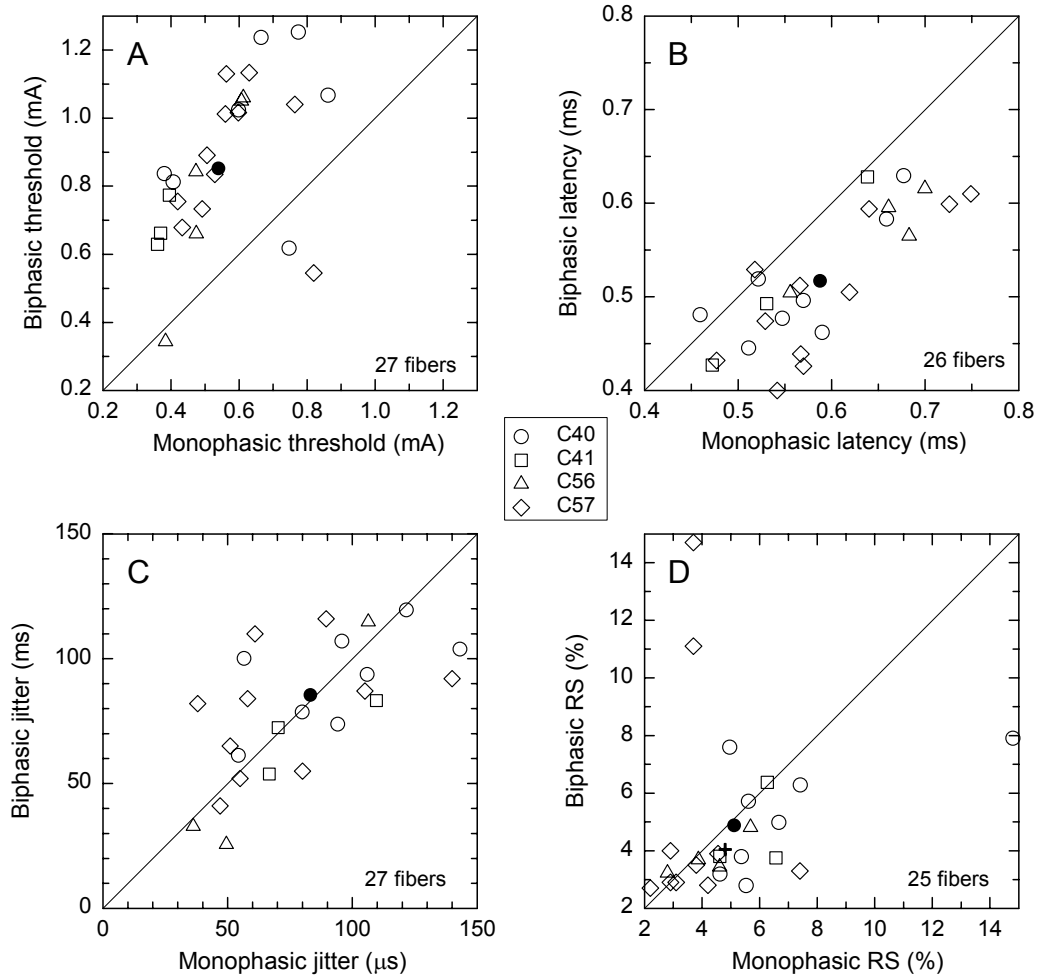 A
Biphasic threshold (mA)
1.2
1.0
0.8
0.6
0.4
0.2
27 fibers
0.2 0.4 0.6 0.8 1.0 1.2
Monophasic threshold (mA)
B
Biphasic latency (ms)
0.8
0.7
0.6
0.5
0.4
26 fibers
0.4 0.5 0.6 0.7 0.8
Monophasic latency (ms)
C40
C41
C56
C57
C
Biphasic jitter (ms)
150
100
50
0
27 fibers
0 50 100 150
Monophasic jitter (μs)
D
Biphasic RS (%)
14
12
10
8
6
4
2
25 fibers
2 4 6 8 10 12 14
Monophasic RS (%)